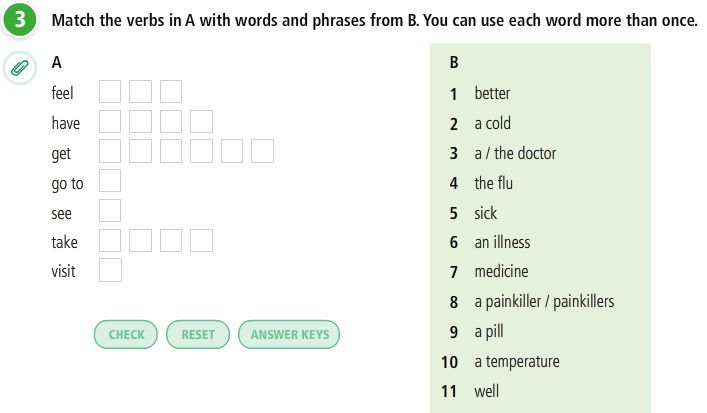 3 Match the verbs in A with words and phrases from B. You can use each word more than once.
A
feel
have
get
go to
see
take
visit
CHECK RESET ANSWER KEYS
B
1 better
2 a cold
3 a / the doctor
4 the flu
5 sick
6 an illness
7 medicine
8 a painkiller / painkillers
9 a pill
10 a temperature
11 well